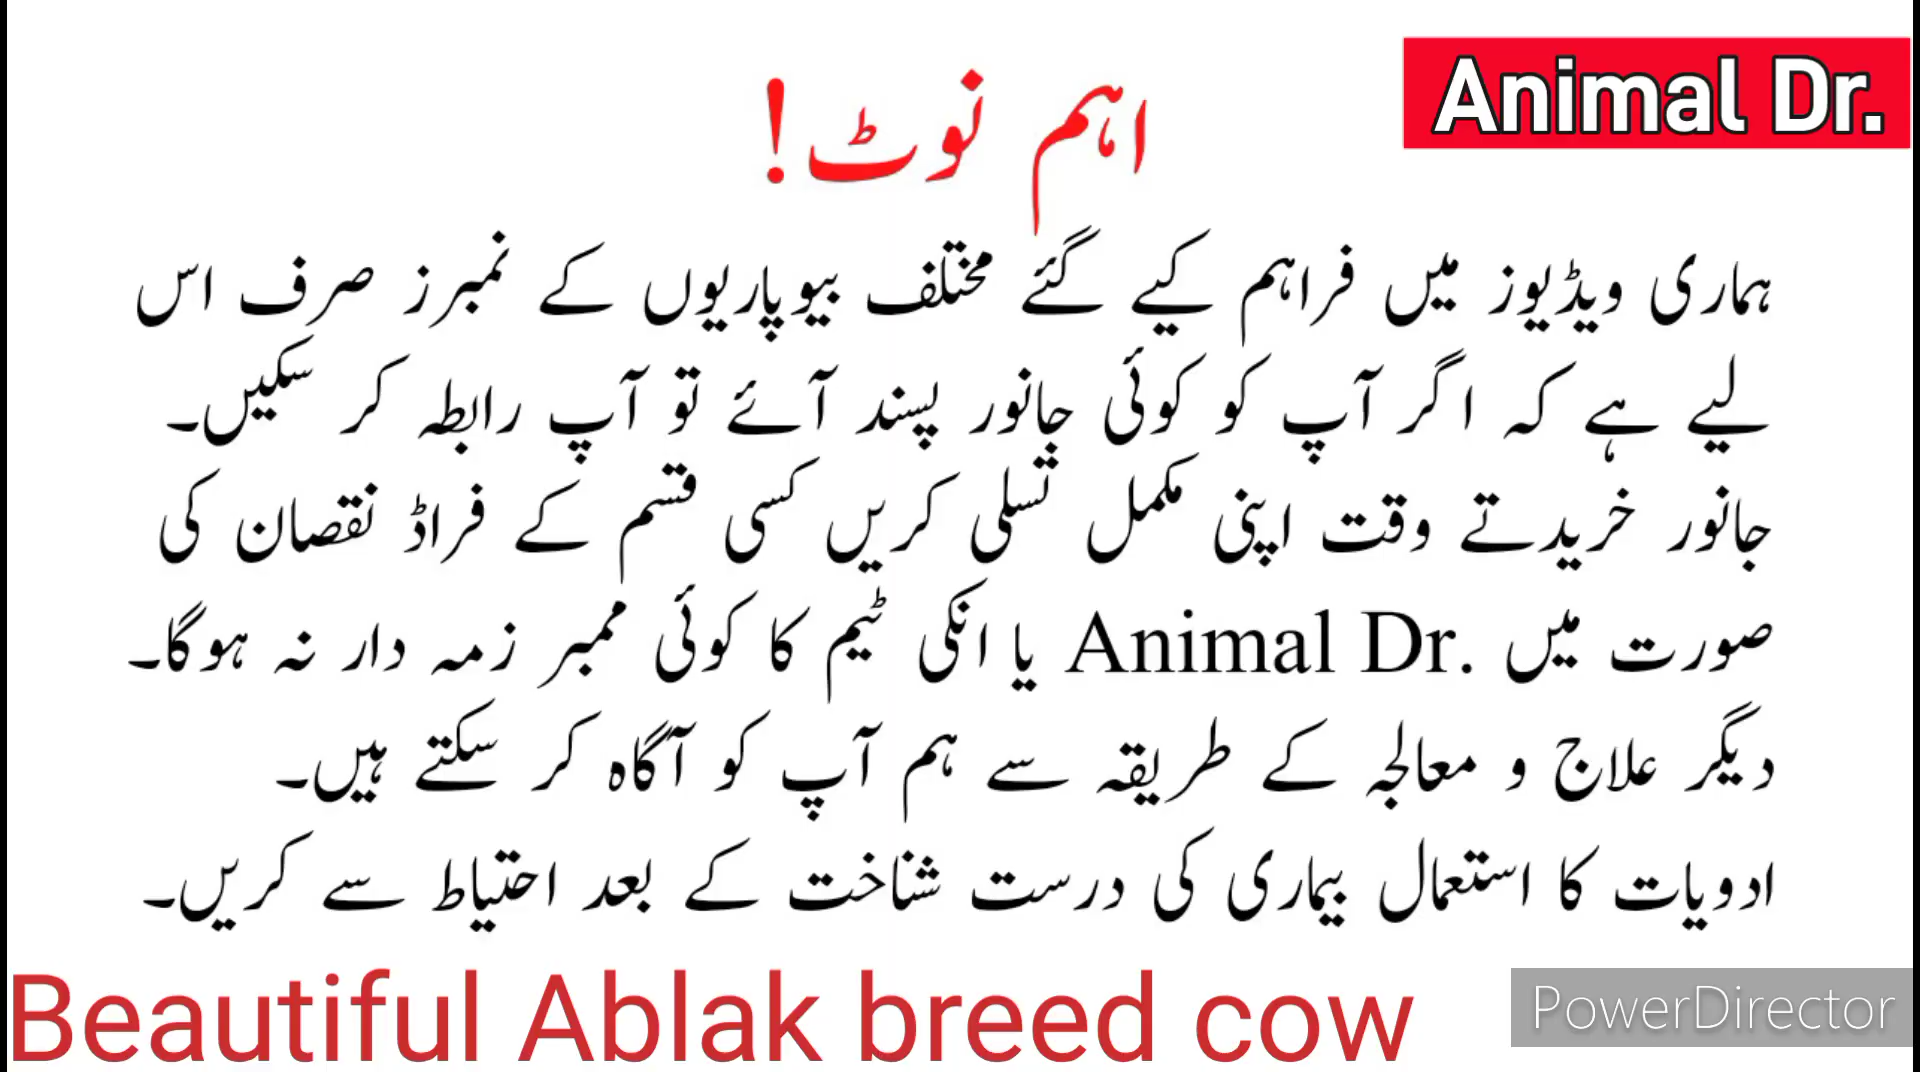 Animal Dr.
اہم نوٹ!
ہماری ویڈیوز میں فراہم کیے گئے مختلف بیوپاریوں کے نمبرز صرف اس
لیے ہے کہ اگر آپ کو کوئی جانور پسند آئے تو آپ رابطہ کر سکیں۔
جانور خریدتے وقت اپنی مکمل تسلی کریں کسی قسم کے فراڈ نقصان کی
صورت میں Animal Dr. یا انکی ٹیم کا کوئی ممبر زمہ دار نہ ہوگا۔
دیگر علاج و معالجہ کے طریقہ سے ہم آپ کو آگاہ کر سکتے ہیں۔
ادویات کا استعمال بیماری کی درست شناخت کے بعد احتیاط سے کریں۔
Beautiful Ablak breed cow
PowerDirector